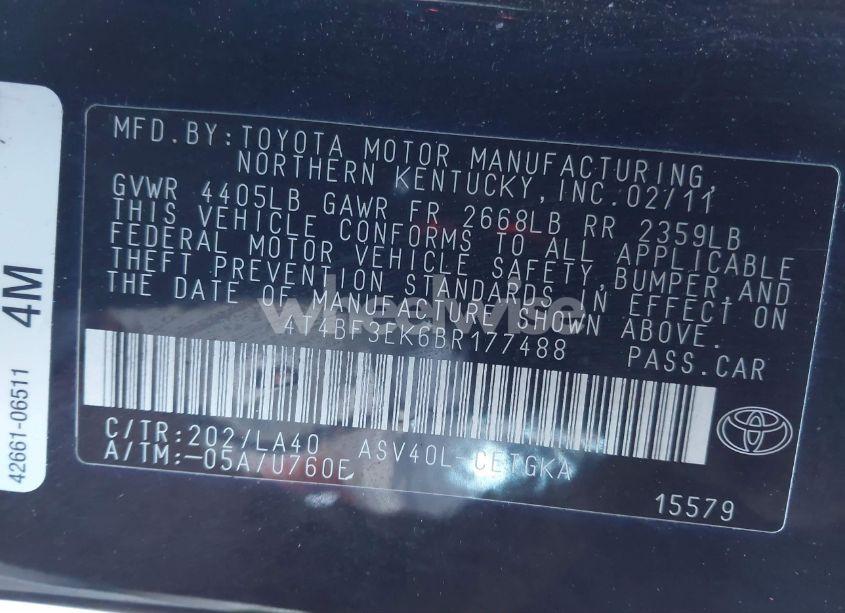 MFD.BY:TOYOTA MOTOR MANUFACTURING,
NORTHERN KENTUCKY,INC.02/11
GVWR 4405LB GAWR FR 2668LB RR 2359LB
THIS VEHICLE CONFORMS TO ALL APPLICABLE
FEDERAL MOTOR VEHICLE SAFETY,BUMPER,AND
THEFT PREVENTION STANDARDS IN EFFECT ON
THE DATE OF MANUFACTURE SHOWN ABOVE.
4T4BF3EK6BR177488 PASS.CAR
C/TR:202/LA40 ASV40L-CETGKA
A/TM:-05A/U760E
15579
42661-06511 4M
wheelwise